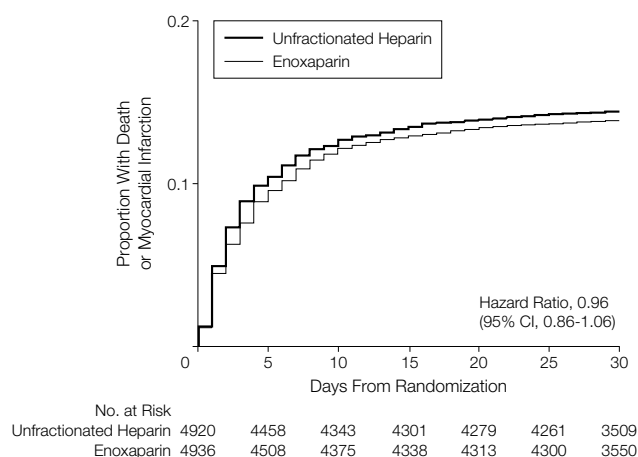 0.2
Unfractionated Heparin
Enoxaparin
Proportion With Death
or Myocardial Infarction
0.1
Hazard Ratio, 0.96
(95% CI, 0.86-1.06)
0 0 5 10 15 20 25 30
Days From Randomization
No. at Risk
Unfractionated Heparin 4920 4458 4343 4301 4279 4261 3509
Enoxaparin 4936 4508 4375 4338 4313 4300 3550